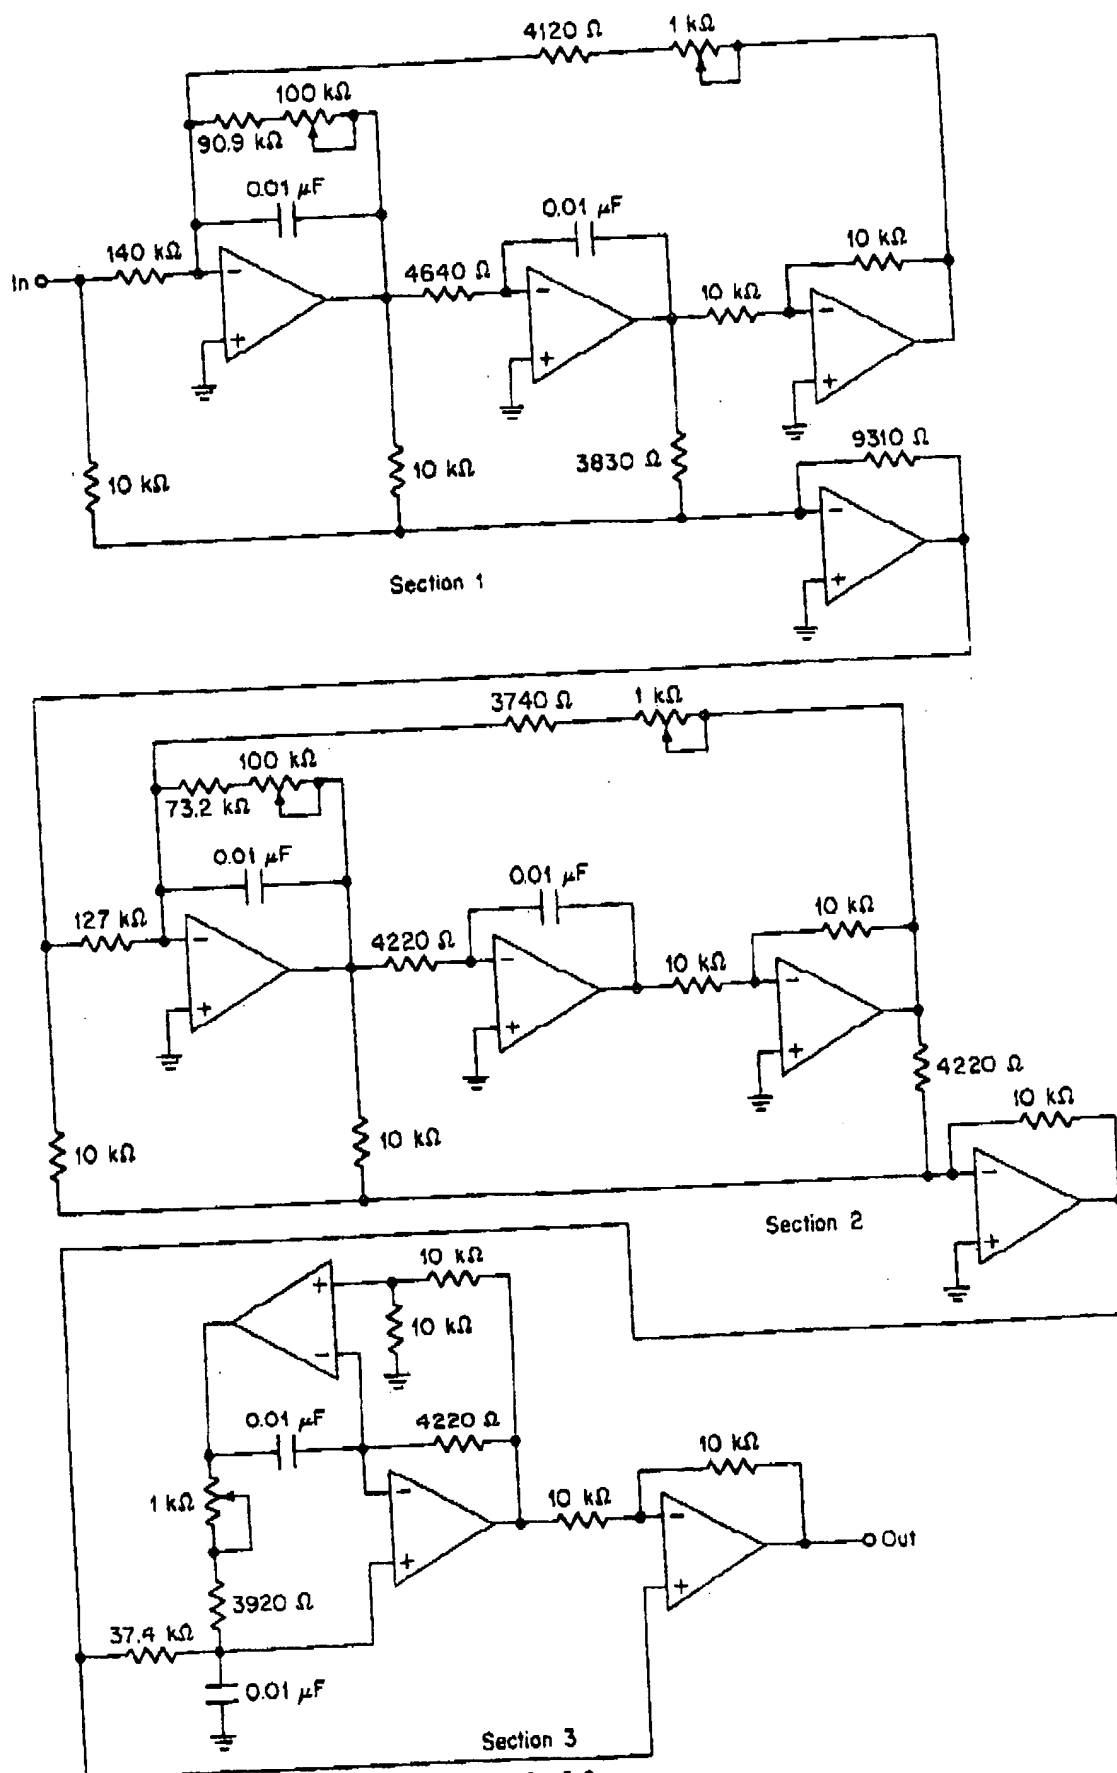 4120 Ω
1 kΩ
100 kΩ
90.9 kΩ
0.01 µF
0.01 µF
140 kΩ
10 kΩ
In
4640 Ω
10 kΩ
−
−
−
+
+
+
9310 Ω
3830 Ω
10 kΩ
10 kΩ
−
Section 1
+
3740 Ω
1 kΩ
100 kΩ
73.2 kΩ
0.01 µF
0.01 µF
127 kΩ
10 kΩ
4220 Ω
10 kΩ
−
−
−
+
+
+
4220 Ω
10 kΩ
10 kΩ
10 kΩ
−
Section 2
+
10 kΩ
+
10 kΩ
−
0.01 µF
4220 Ω
10 kΩ
1 kΩ
10 kΩ
−
−
Out
+
+
3920 Ω
37.4 kΩ
0.01 µF
Section 3